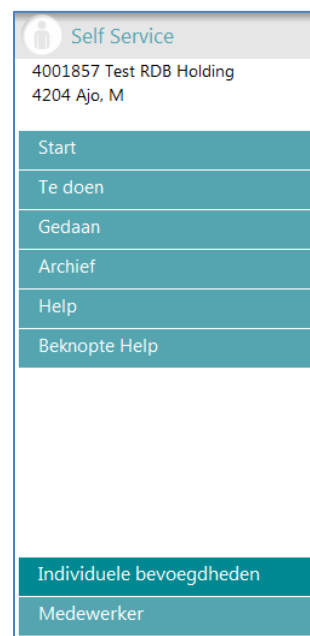 Self Service
4001857 Test RDB Holding
4204 Ajo, M
Start
Te doen
Gedaan
Archief
Help
Beknopte Help
Individuele bevoegdheden
Medewerker